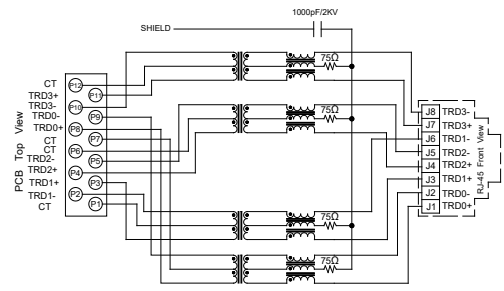 1000pF/2KV
SHIELD
75Ω
75Ω
75Ω
75Ω
PCB Top View
CT
TRD3+
TRD3-
TRD0-
TRD0+
CT
CT
TRD2-
TRD2+
TRD1+
TRD1-
CT
P12
P11
P10
P9
P8
P7
P6
P5
P4
P3
P2
P1
J8 TRD3-
J7 TRD3+
J6 TRD1-
J5 TRD2-
J4 TRD2+
J3 TRD1+
J2 TRD0-
J1 TRD0+
RJ-45 Front View